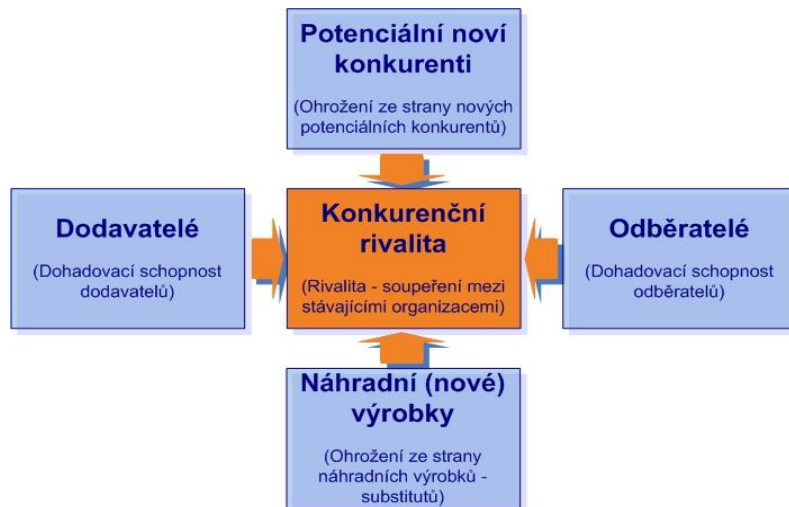 Potenciální noví
konkurenti
(Ohrožení ze strany nových
potenciálních konkurentů)
Dodavatelé
(Dohadovací schopnost
dodavatelů)
Konkurenční
rivalita
(Rivalita - soupeření mezi
stávajícími organizacemi)
Odběratelé
(Dohadovací schopnost
odběratelů)
Náhradní (nové)
výrobky
(Ohrožení ze strany
náhradních výrobků -
substitutů)